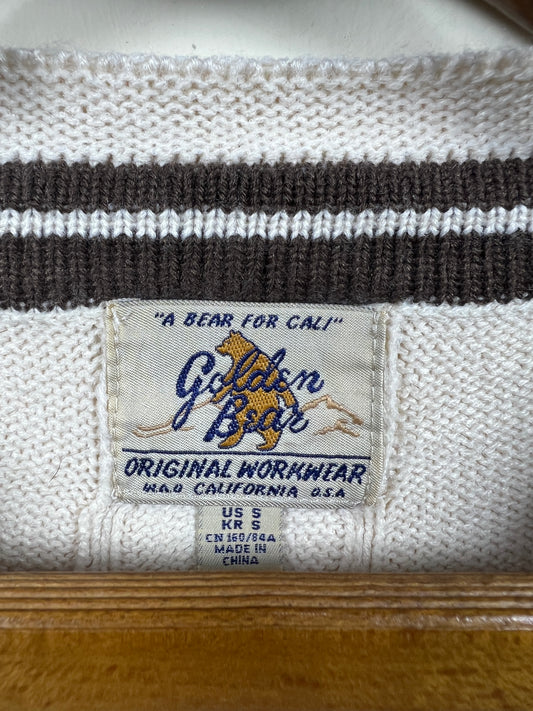 "A BEAR FOR CALI"
Golden
Bear
ORIGINAL WORKWEAR
W.A.O CALIFORNIA U.S.A
US S
KR S
CN 160/84A
MADE IN
CHINA